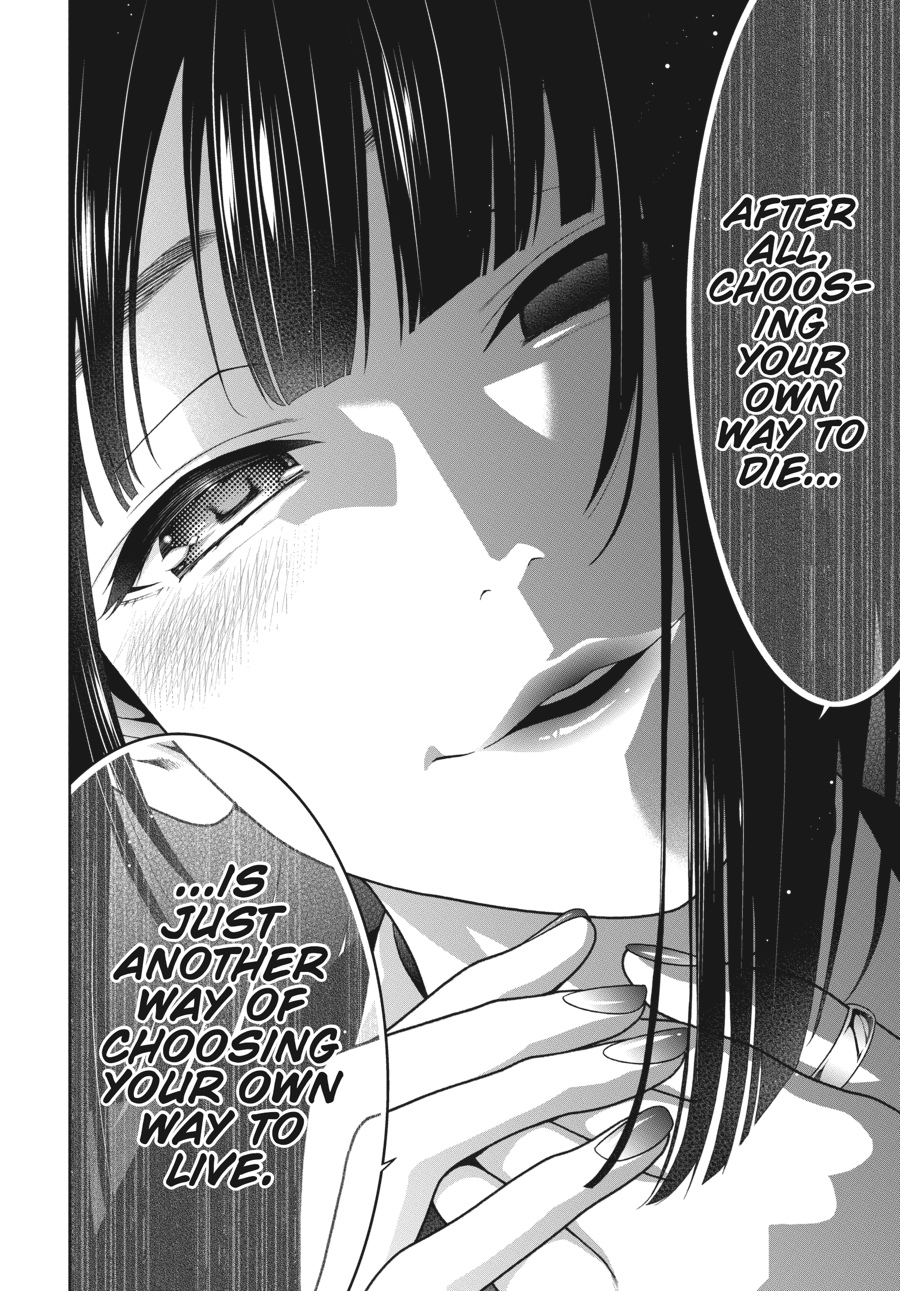 AFTER
ALL,
CHOOS-
ING
YOUR
OWN
WAY TO
DIE...
...IS
JUST
ANOTHER
WAY OF
CHOOSING
YOUR OWN
WAY TO
LIVE.